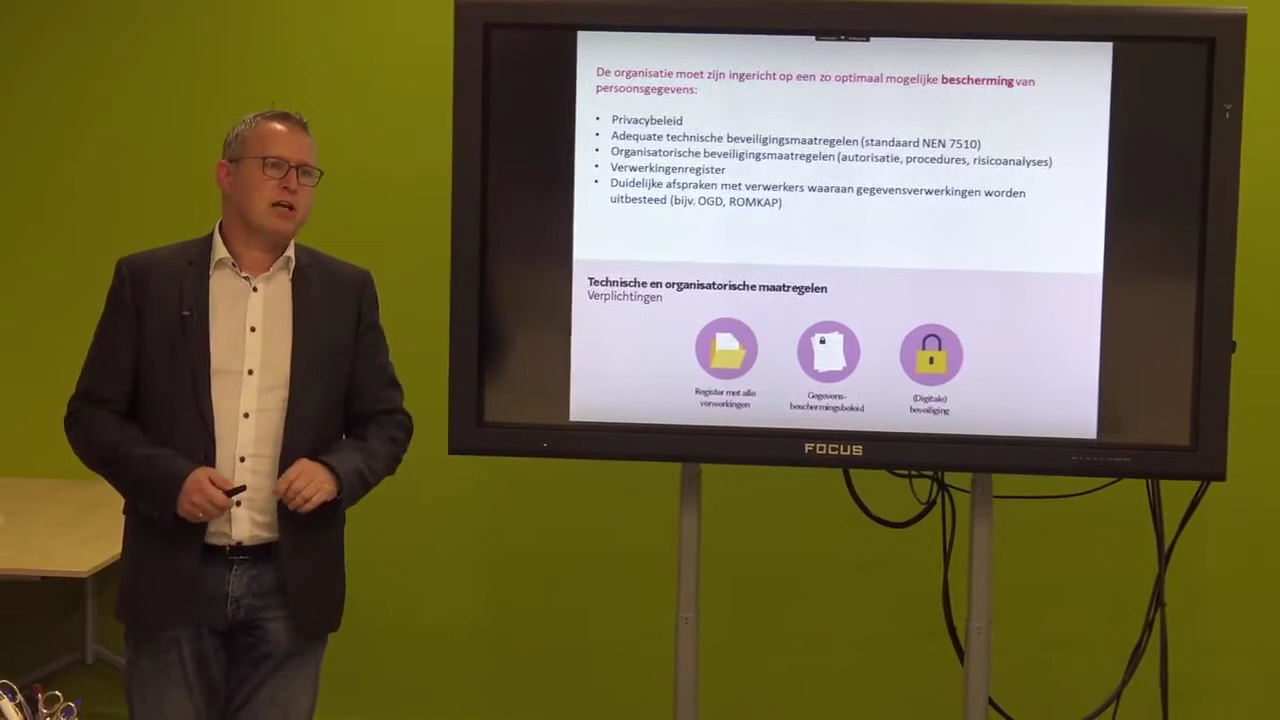 De organisatie moet zijn ingericht op een zo optimaal mogelijke bescherming van
persoonsgegevens:
• Privacybeleid
• Adequate technische beveiligingsmaatregelen (standaard NEN 7510)
• Organisatorische beveiligingsmaatregelen (autorisatie, procedures, risicoanalyses)
• Verwerkingenregister
• Duidelijke afspraken met verwerkers waaraan gegevensverwerkingen worden
uitbesteed (bijv. OGD, ROMKAP)
Technische en organisatorische maatregelen
Verplichtingen
Register met alle
verwerkingen
Gegevens-
beschermingsbeleid
(Digitale)
beveiliging
FOCUS